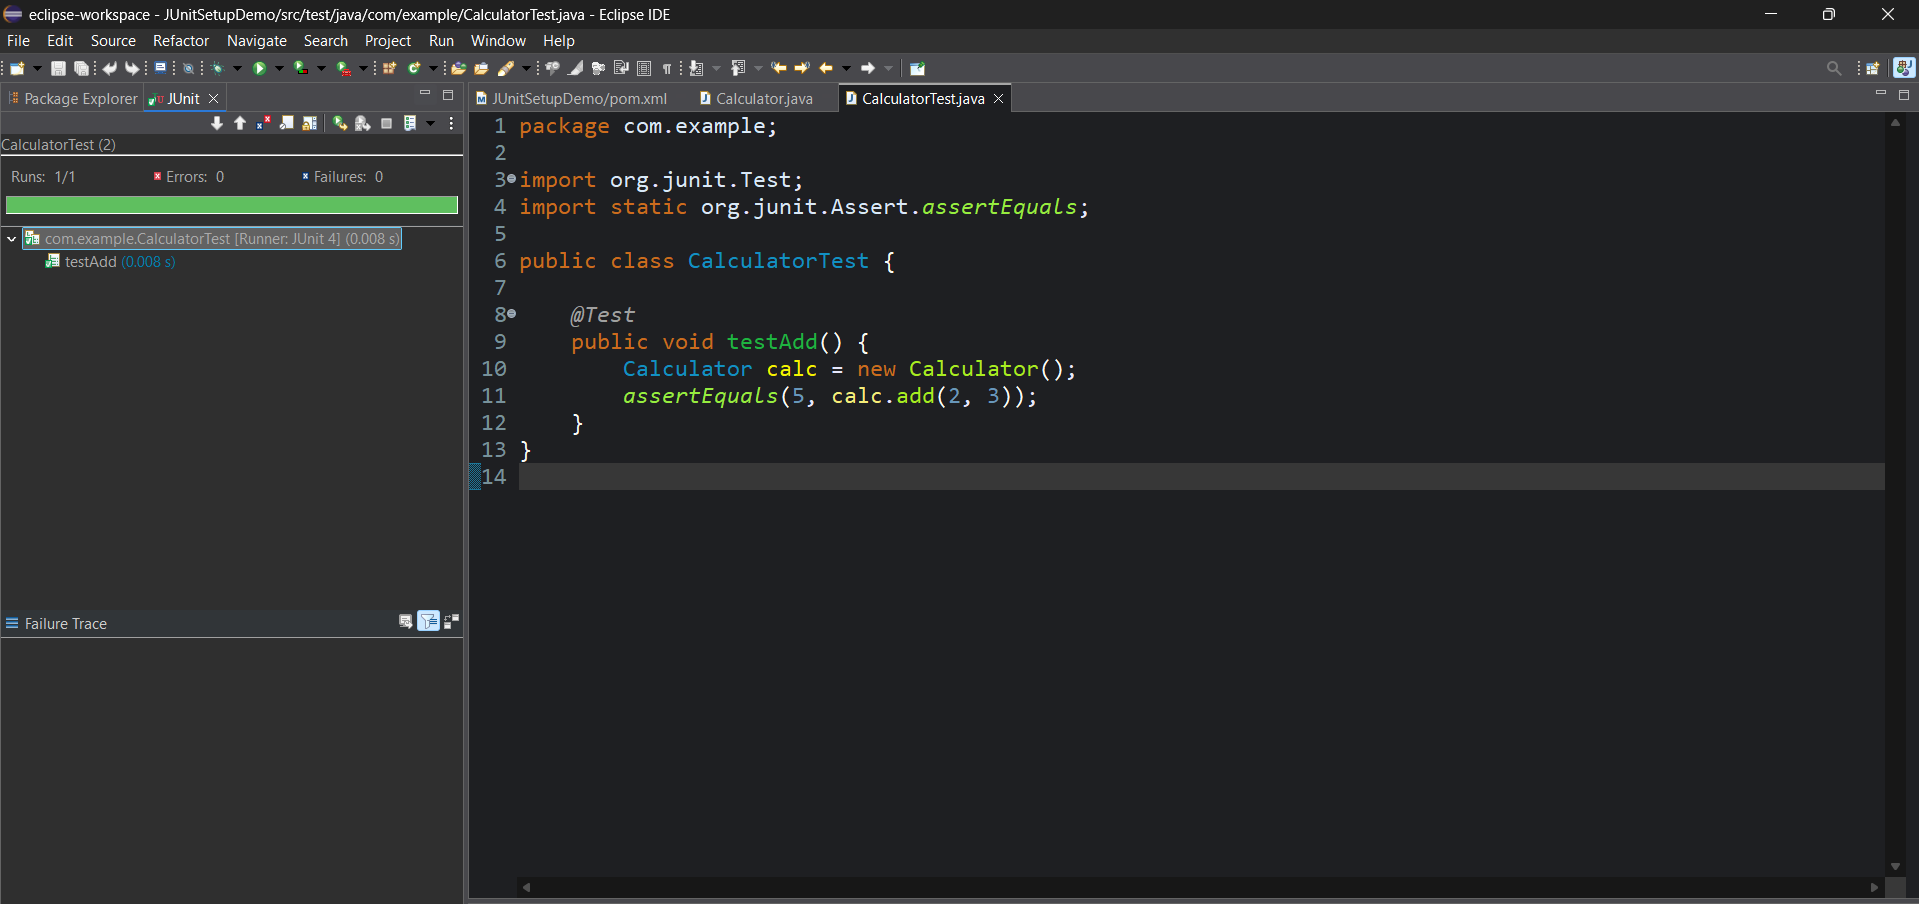 eclipse-workspace - JUnitSetupDemo/src/test/java/com/example/CalculatorTest.java - Eclipse IDE
File Edit Source Refactor Navigate Search Project Run Window Help
Package Explorer JUnit
JUnitSetupDemo/pom.xml Calculator.java CalculatorTest.java
CalculatorTest (2)
Runs: 1/1 Errors: 0 Failures: 0
com.example.CalculatorTest [Runner: JUnit 4] (0.008 s)
testAdd (0.008 s)
Failure Trace
1 package com.example;
2
3 import org.junit.Test;
4 import static org.junit.Assert.assertEquals;
5
6 public class CalculatorTest {
7
8 @Test
9 public void testAdd() {
10 Calculator calc = new Calculator();
11 assertEquals(5, calc.add(2, 3));
12 }
13 }
14